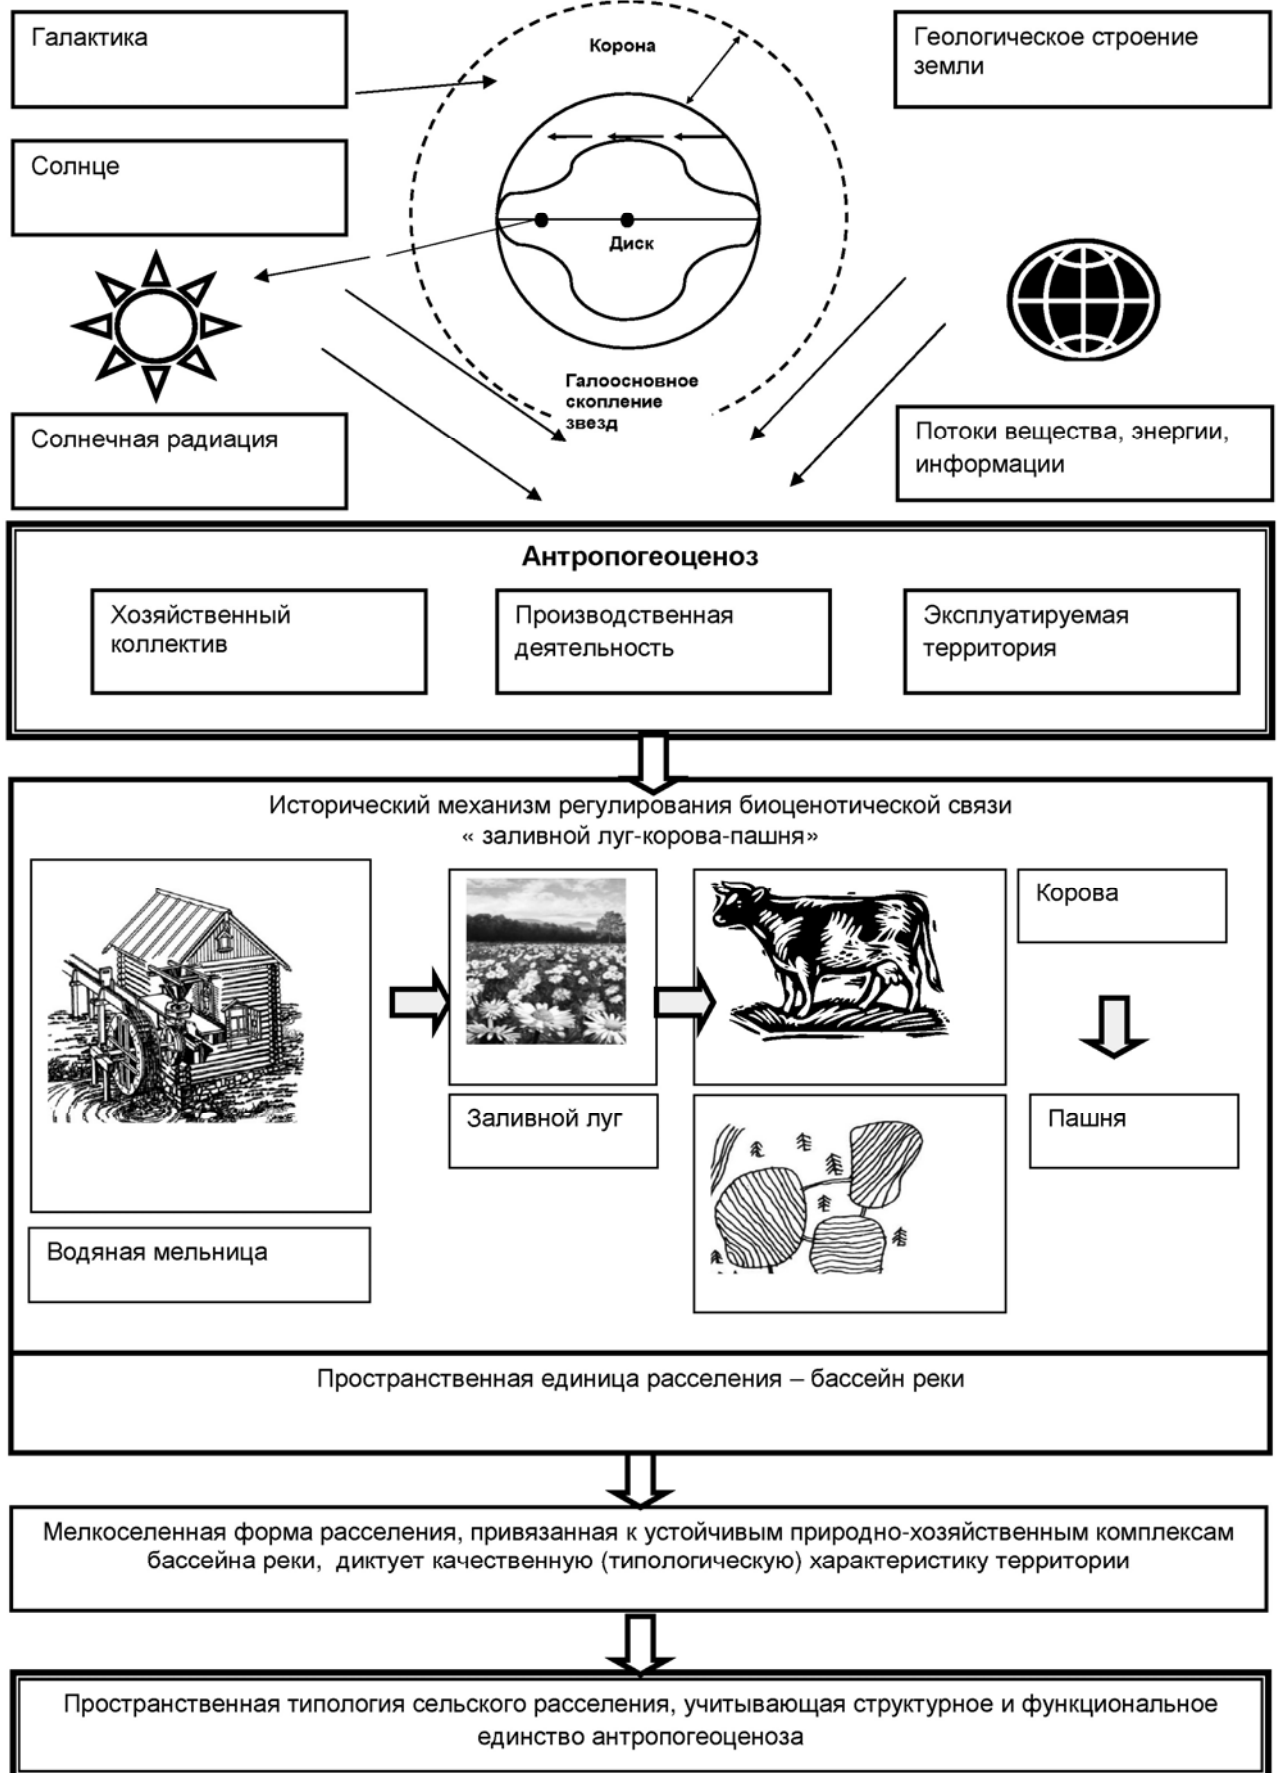 Галактика
Корона
Геологическое строение
земли
Солнце
Диск
Галоосновное
скопление
звезд
Солнечная радиация
Потоки вещества, энергии,
информации
Антропогеоценоз
Хозяйственный
коллектив
Производственная
деятельность
Эксплуатируемая
территория
Исторический механизм регулирования биоценотической связи
« заливной луг-корова-пашня»
Корова
Заливной луг
Пашня
Водяная мельница
Пространственная единица расселения – бассейн реки
Мелкоселенная форма расселения, привязанная к устойчивым природно-хозяйственным комплексам
бассейна реки, диктует качественную (типологическую) характеристику территории
Пространственная типология сельского расселения, учитывающая структурное и функциональное
единство антропогеоценоза